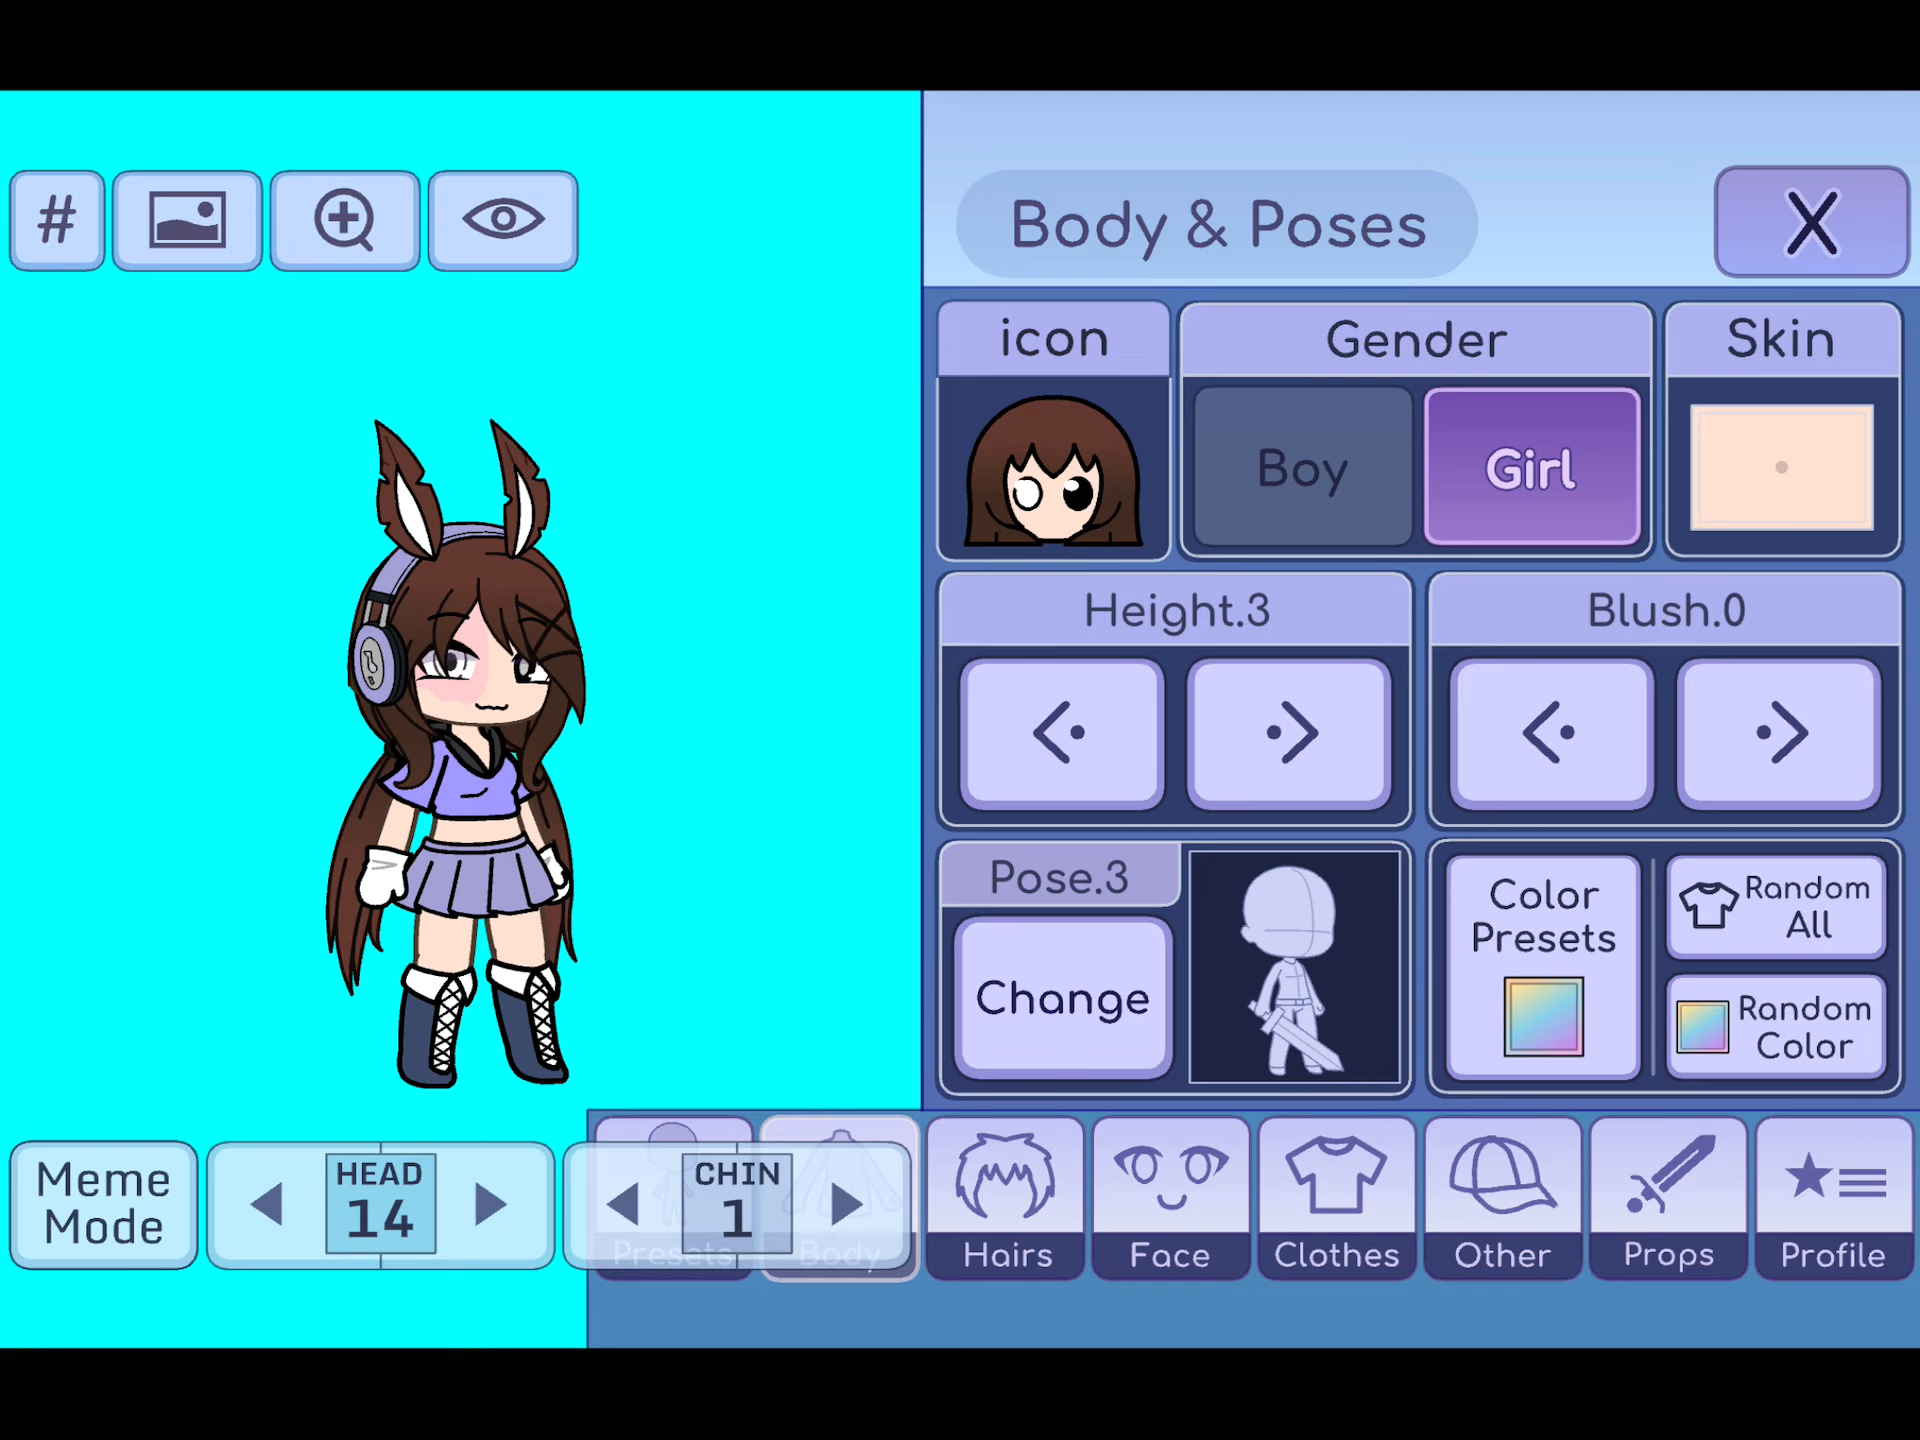 #
Body & Poses
X
icon
Gender
Skin
Boy
Girl
Height.3
Blush.0
Pose.3
Change
Color
Presets
Random
All
Random
Color
Meme
Mode
HEAD
14
CHIN
1
Presets
Body
Hairs
Face
Clothes
Other
Props
Profile